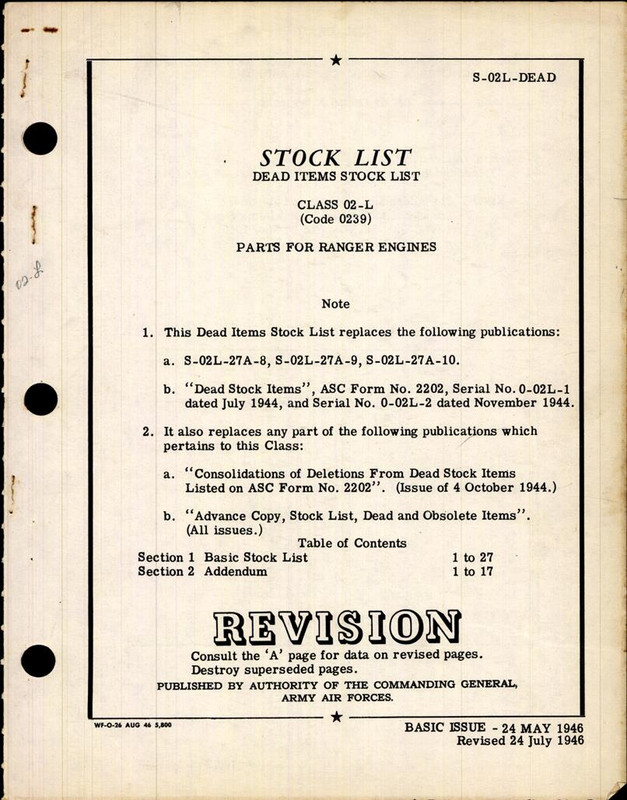 S-02L-DEAD
STOCK LIST
DEAD ITEMS STOCK LIST
CLASS 02-L
(Code 0239)
PARTS FOR RANGER ENGINES
02-L
Note
1. This Dead Items Stock List replaces the following publications:
a. S-02L-27A-8, S-02L-27A-9, S-02L-27A-10.
b. “Dead Stock Items”, ASC Form No. 2202, Serial No. 0-02L-1
dated July 1944, and Serial No. 0-02L-2 dated November 1944.
2. It also replaces any part of the following publications which
pertains to this Class:
a. “Consolidations of Deletions From Dead Stock Items
Listed on ASC Form No. 2202”. (Issue of 4 October 1944.)
b. “Advance Copy, Stock List, Dead and Obsolete Items”.
(All issues.)
Table of Contents
Section 1 Basic Stock List 1 to 27
Section 2 Addendum 1 to 17
REVISION
Consult the ‘A’ page for data on revised pages.
Destroy superseded pages.
PUBLISHED BY AUTHORITY OF THE COMMANDING GENERAL,
ARMY AIR FORCES.
WF-O-26 AUG 46 5,800
BASIC ISSUE - 24 MAY 1946
Revised 24 July 1946